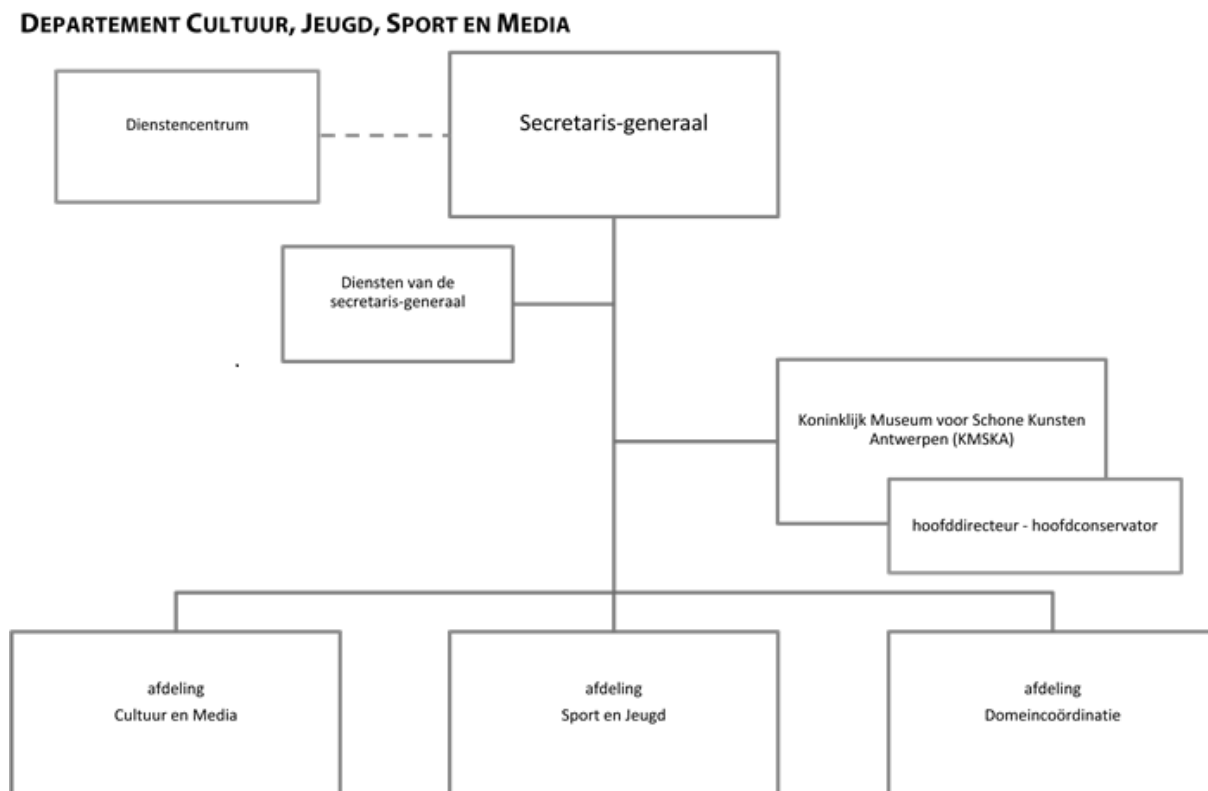 DEPARTEMENT CULTUUR, JEUGD, SPORT EN MEDIA
Dienstencentrum
Secretaris-generaal
Diensten van de
secretaris-generaal
Koninklijk Museum voor Schone Kunsten
Antwerpen (KMSKA)
hoofddirecteur - hoofdconservator
afdeling
Cultuur en Media
afdeling
Sport en Jeugd
afdeling
Domeincoördinatie